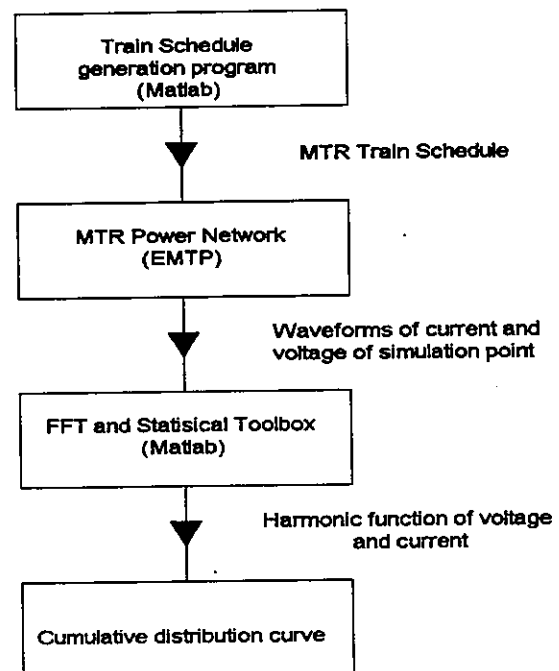 Train Schedule
generation program
(Matlab)
MTR Train Schedule
MTR Power Network
(EMTP)
Waveforms of current and
voltage of simulation point
FFT and Statisical Toolbox
(Matlab)
Harmonic function of voltage
and current
Cumulative distribution curve